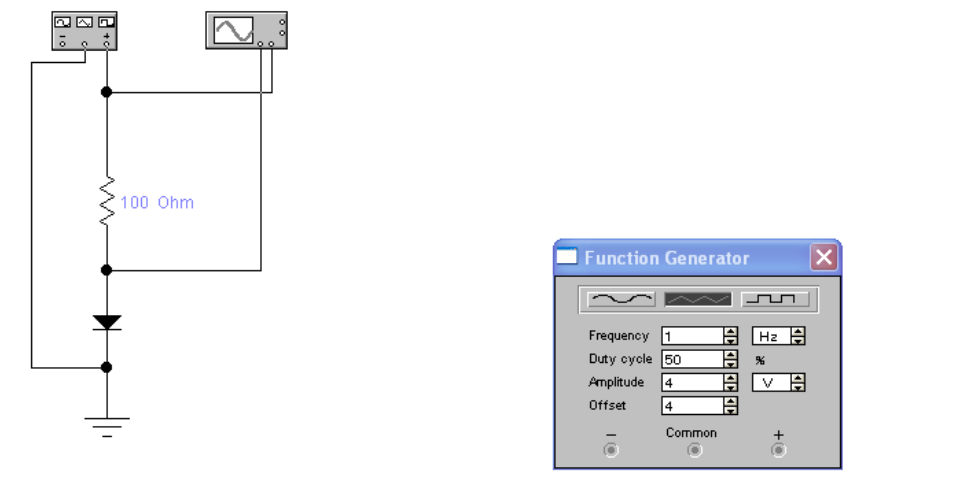 100 Ohm
Function Generator
Frequency 1 Hz
Duty cycle 50 %
Amplitude 4 V
Offset 4
− Common +